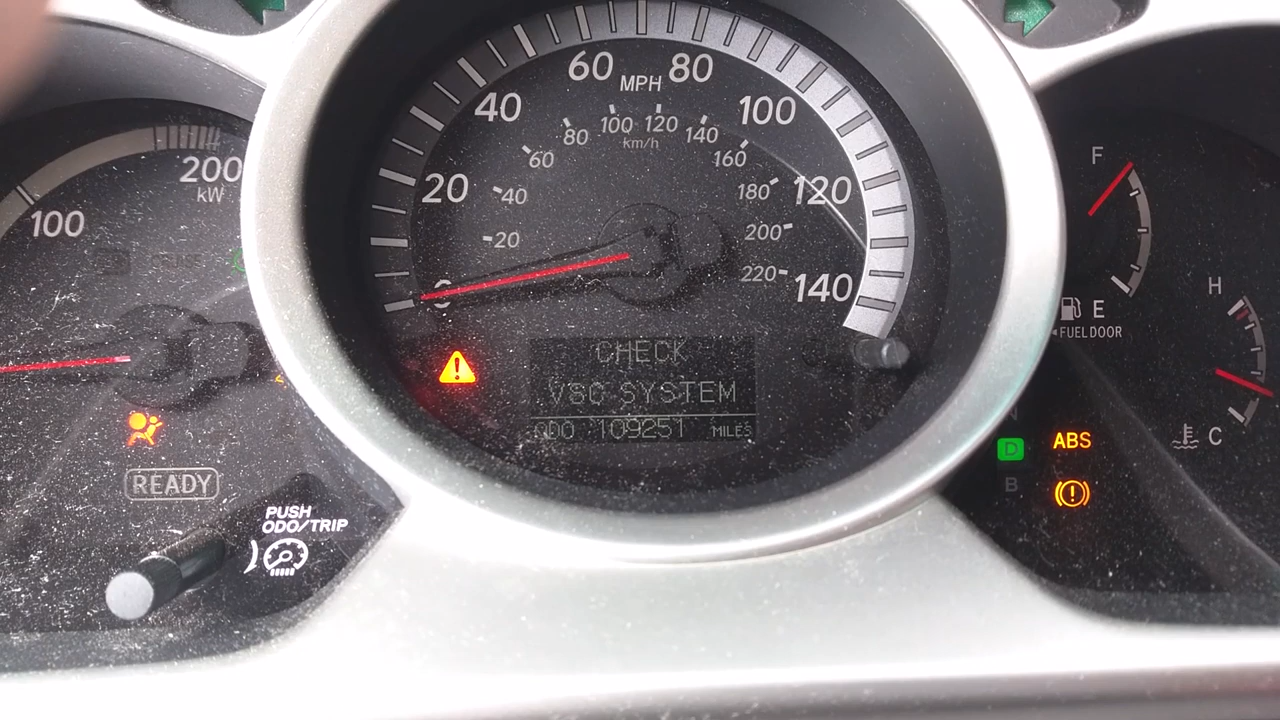 200
kW
100
READY
PUSH
ODO/TRIP
0
20
40
60
MPH
80
100
120
140
20
40
60
80
100
120
km/h
140
160
180
200
220
CHECK
VSC SYSTEM
ODO 109251 MILES
F
E
FUEL DOOR
H
C
N
D
B
ABS